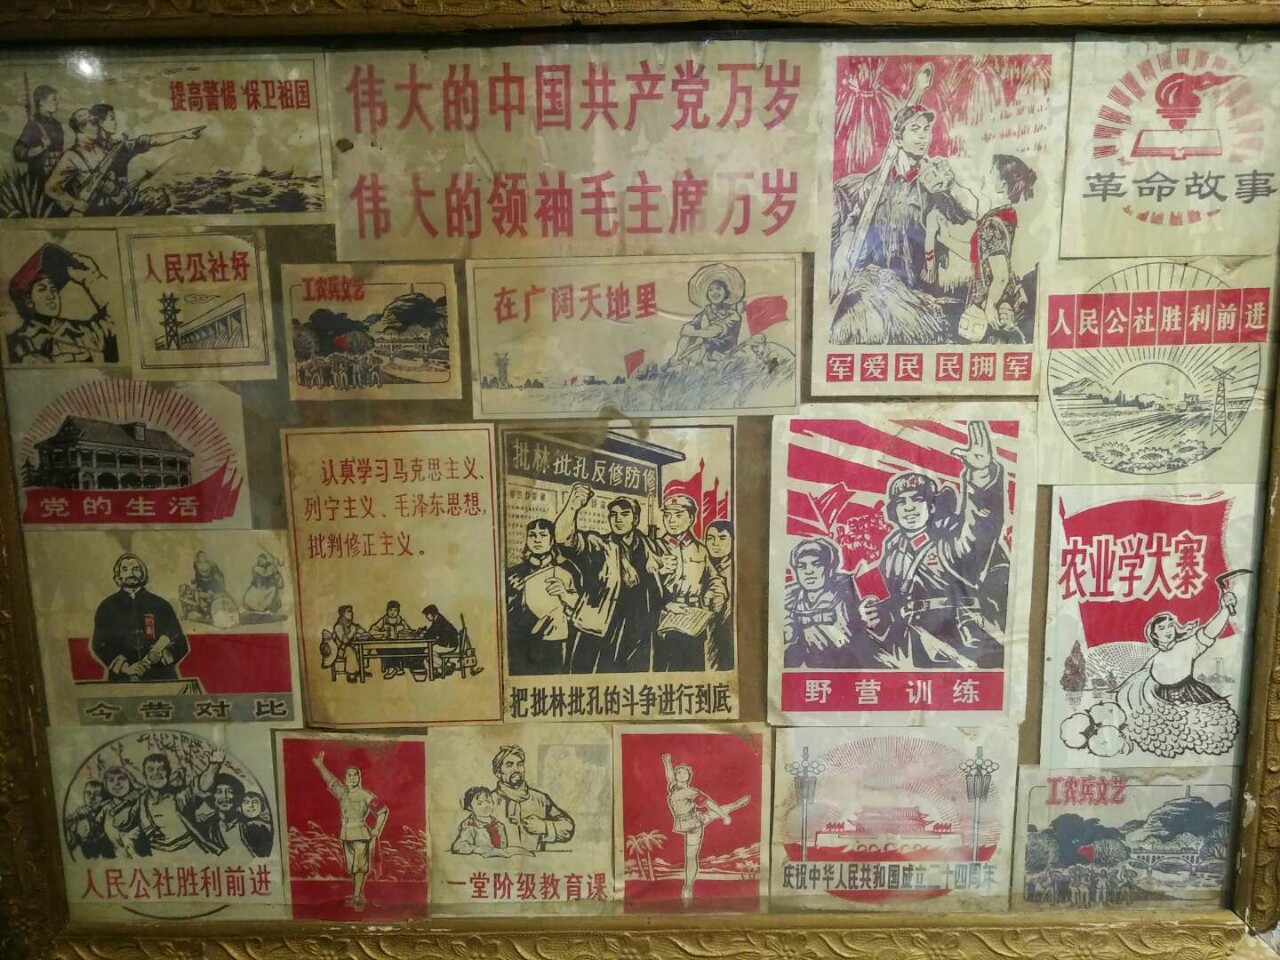 提高警惕 保卫祖国
伟大的中国共产党万岁
伟大的领袖毛主席万岁
军爱民 民拥军
革命故事
人民公社好
工农兵文艺
在广阔天地里
人民公社胜利前进
党的生活
认真学习马克思主义、
列宁主义、毛泽东思想,
批判修正主义。
批林批孔反修防修
把批林批孔的斗争进行到底
野营训练
农业学大寨
今昔对比
人民公社胜利前进
一堂阶级教育课
庆祝中华人民共和国成立二十四周年
工农兵文艺